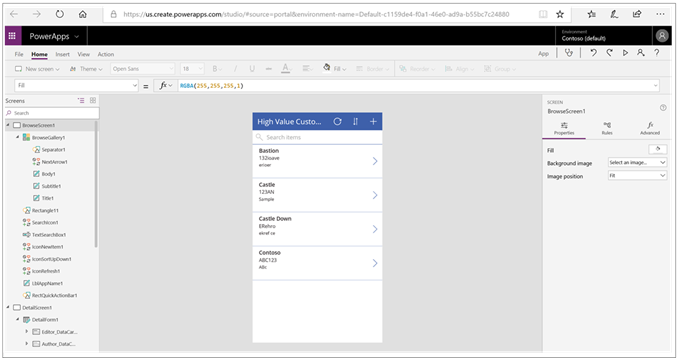 https://us.create.powerapps.com/studio/#source=portal&environment-name=Default-c1159de4-f0a1-46e0-ad9a-b55bc7c24880
PowerApps
Environment
Contoso (default)
File Home Insert View Action
App
New screen Theme Open Sans 18 B I U A Fill Border Reorder Align Group
Fill = fx RGBA(255,255,255,1)
Screens
Search
BrowseScreen1
BrowseGallery1
Separator1
NextArrow1
Body1
Subtitle1
Title1
Rectangle11
SearchIcon1
TextSearchBox1
IconNewItem1
IconSortUpDown1
IconRefresh1
LblAppName1
RectQuickActionBar1
DetailScreen1
DetailForm1
Editor_DataCar...
Author_DataC...
High Value Custo...
Search items
Bastion
132xsave
eriser
Castle
123AN
Sample
Castle Down
ERehno
ekref se
Contoso
ABC123
ABs
SCREEN
BrowseScreen1
Properties Rules Advanced
Fill
Background image Select an image...
Image position Fit